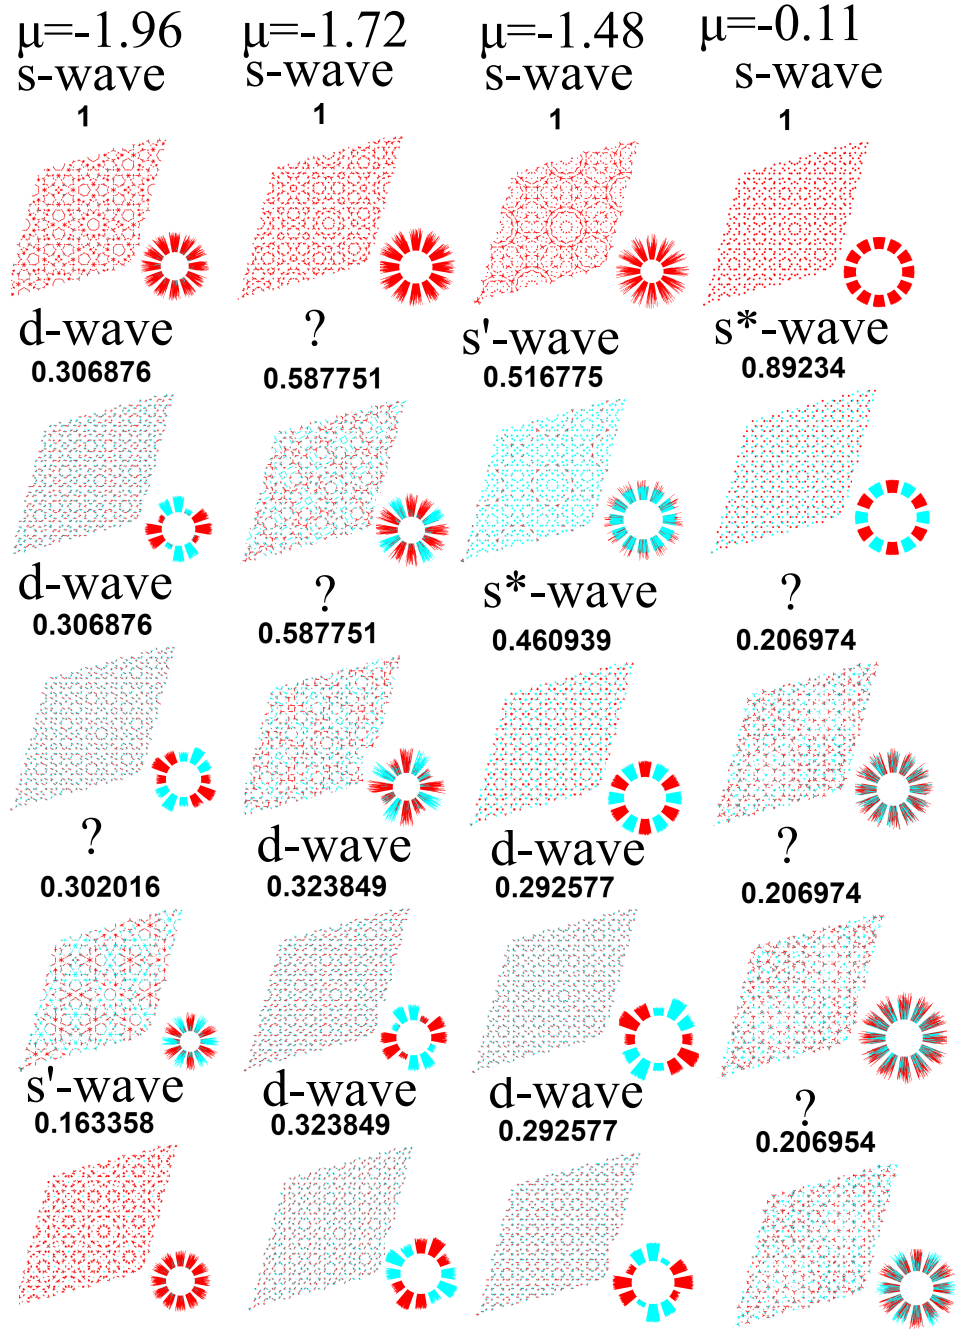 μ=-1.96 μ=-1.72 μ=-1.48 μ=-0.11
s-wave s-wave s-wave s-wave
1 1 1 1
d-wave ? s'-wave s*-wave
0.306876 0.587751 0.516775 0.89234
d-wave ? s*-wave ?
0.306876 0.587751 0.460939 0.206974
? d-wave d-wave ?
0.302016 0.323849 0.292577 0.206974
s'-wave d-wave d-wave ?
0.163358 0.323849 0.292577 0.206954